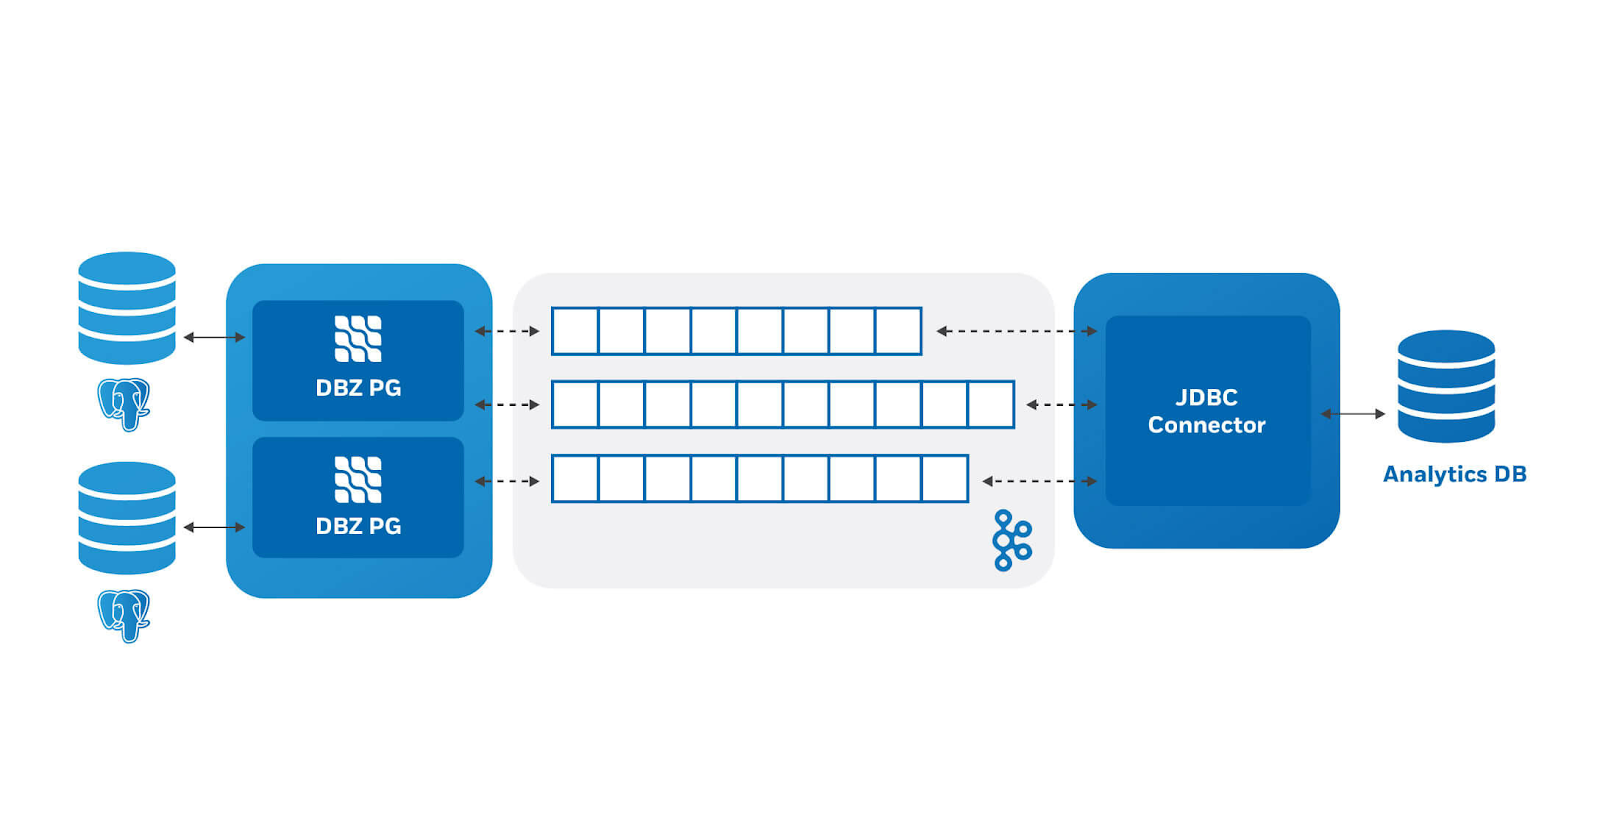 DBZ PG
DBZ PG
JDBC
Connector
Analytics DB